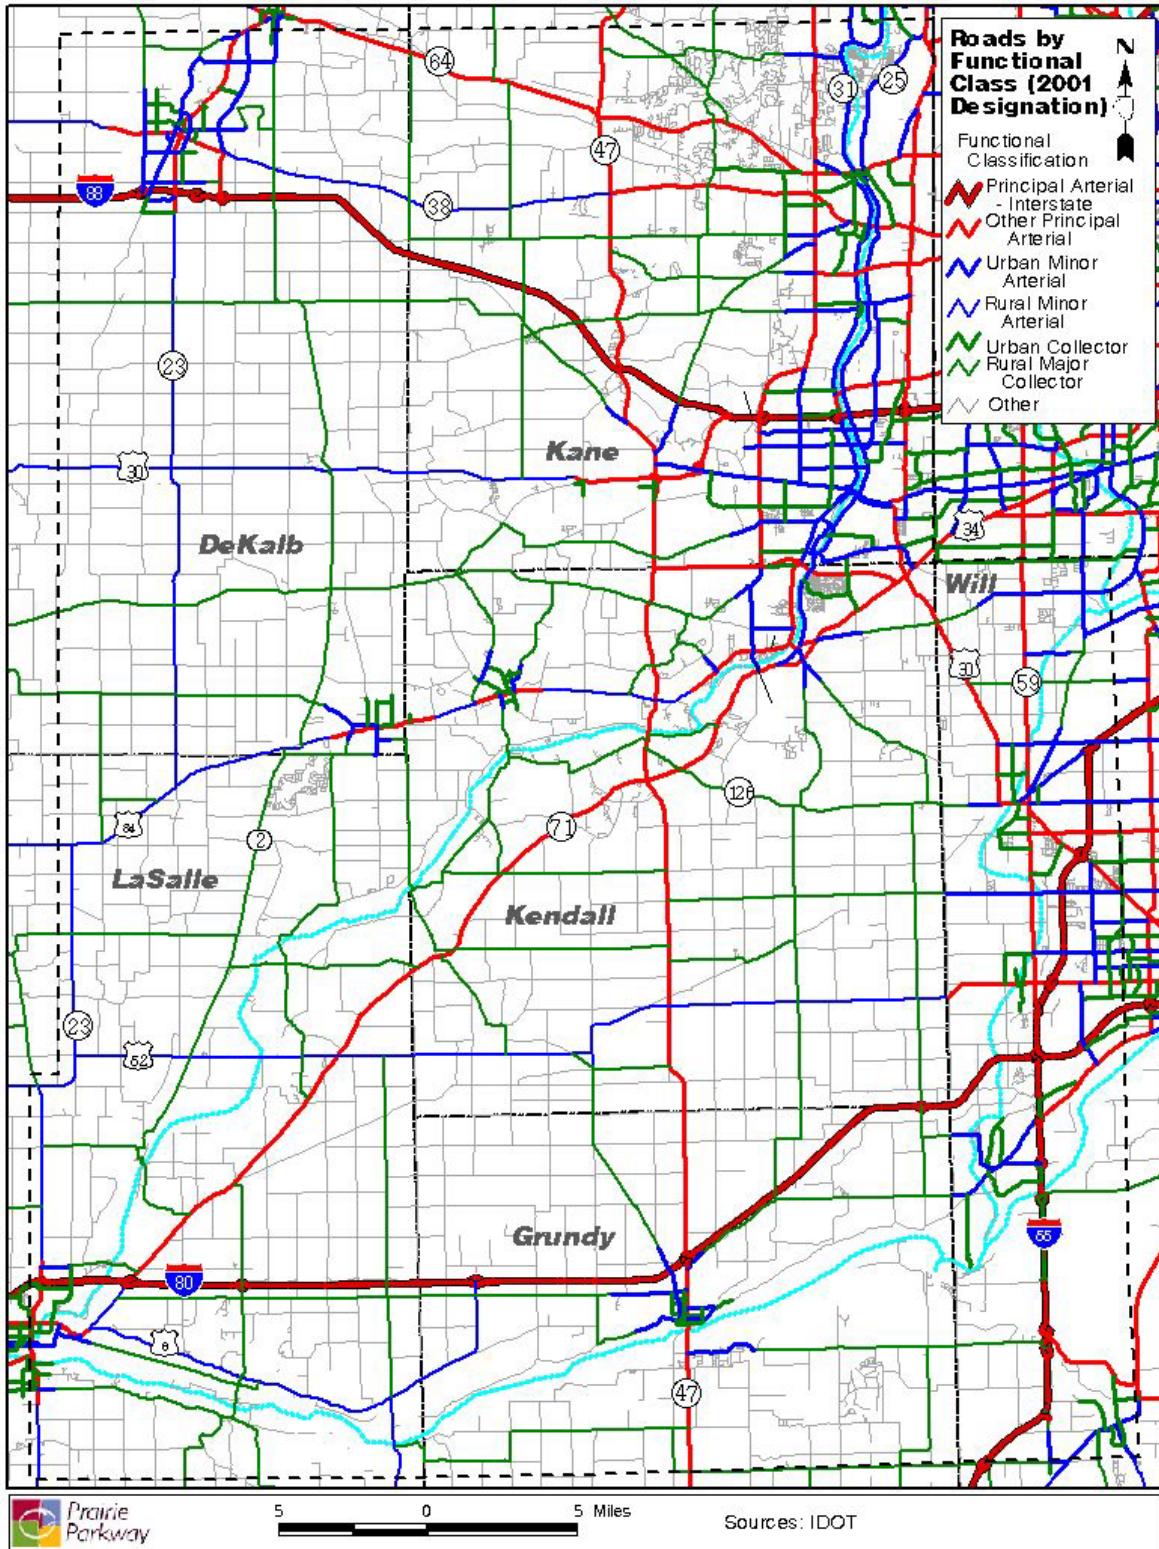 Roads by
Functional
Class (2001
Designation)
N
Functional
Classification
Principal Arterial
- Interstate
Other Principal
Arterial
Urban Minor
Arterial
Rural Minor
Arterial
Urban Collector
Rural Major
Collector
Other
64
31
25
47
88
38
23
30
Kane
34
DeKalb
Will
30
59
126
34
71
2
LaSalle
Kendall
23
52
Grundy
55
80
6
47
Prairie
Parkway
5 0 5 Miles
Sources: IDOT